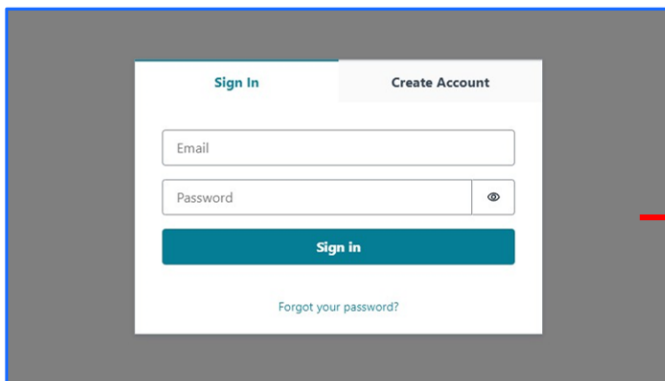 Sign In
Create Account
Email
Password
Sign in
Forgot your password?